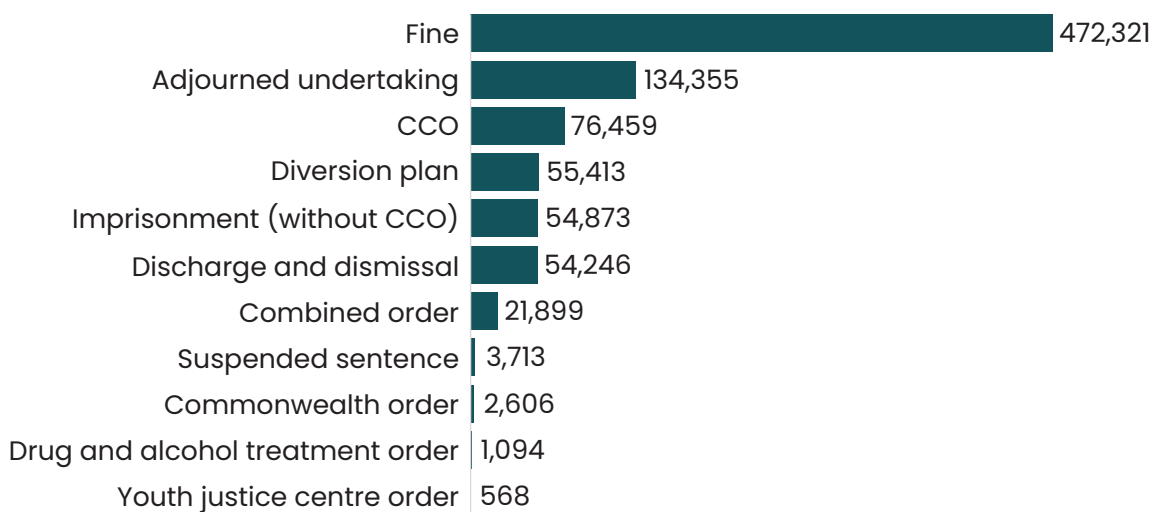 Fine 472,321
Adjourned undertaking 134,355
CCO 76,459
Diversion plan 55,413
Imprisonment (without CCO) 54,873
Discharge and dismissal 54,246
Combined order 21,899
Suspended sentence 3,713
Commonwealth order 2,606
Drug and alcohol treatment order 1,094
Youth justice centre order 568